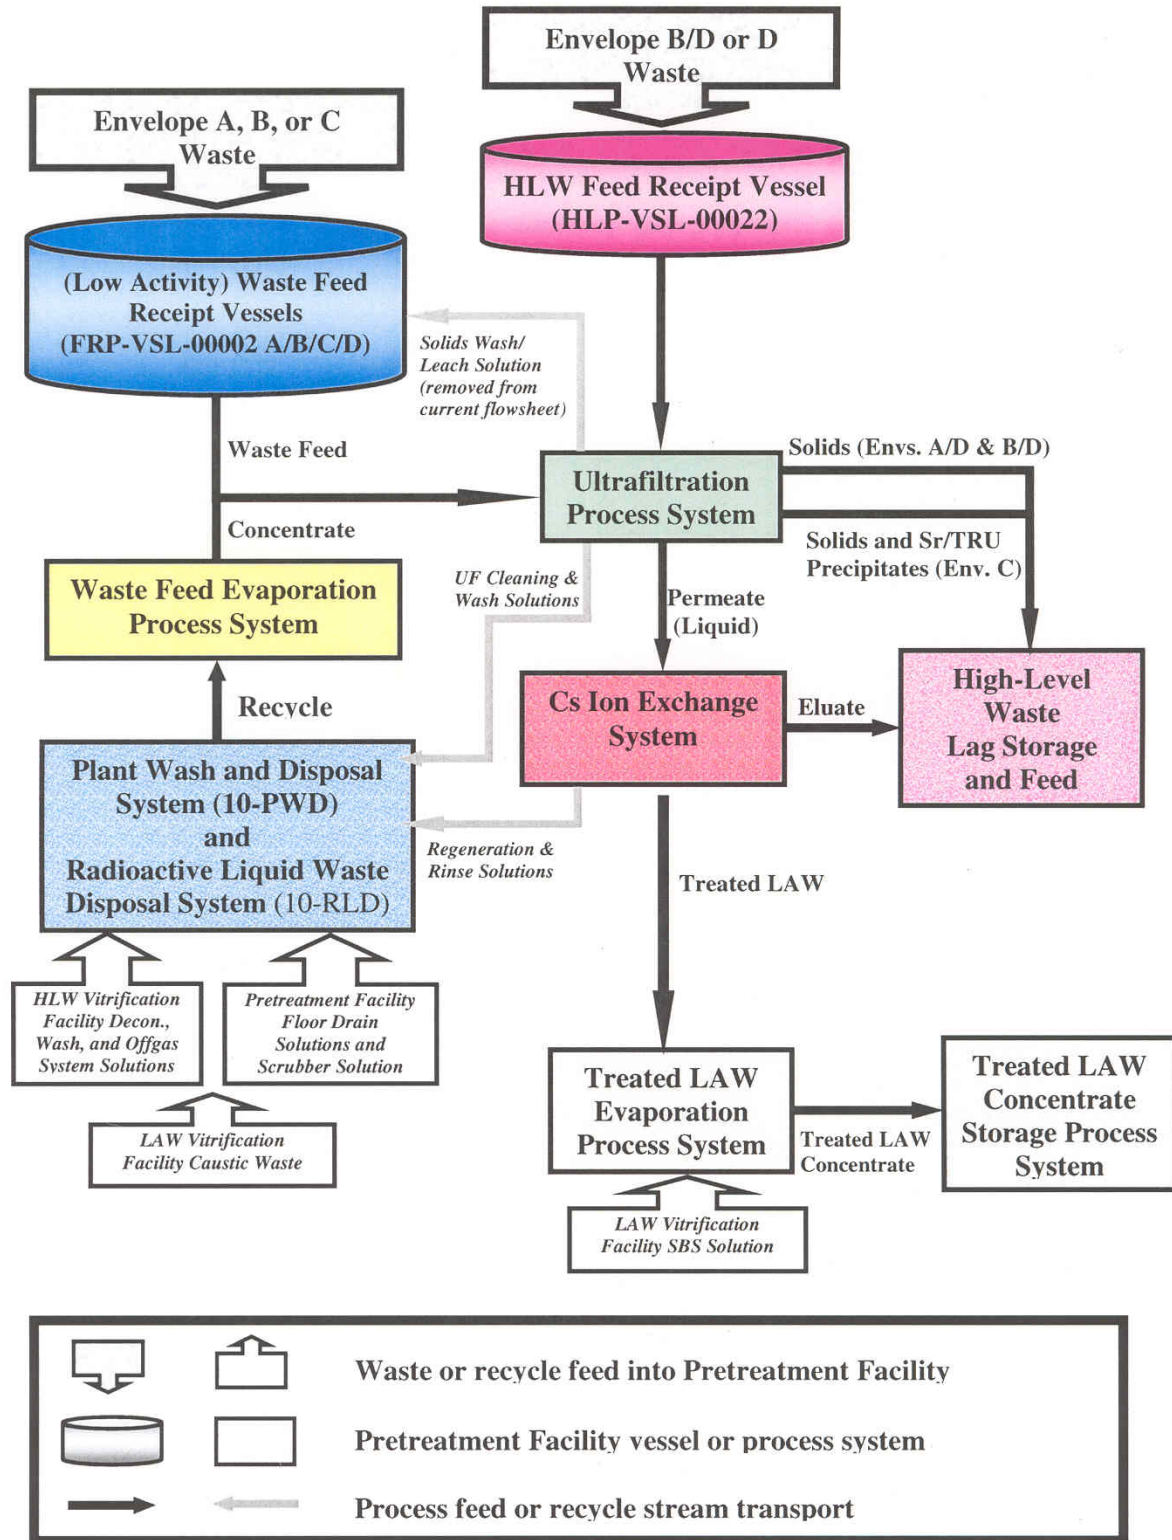 Envelope B/D or D
Waste
Envelope A, B, or C
Waste
HLW Feed Receipt Vessel
(HLP-VSL-00022)
(Low Activity) Waste Feed
Receipt Vessels
(FRP-VSL-00002 A/B/C/D)
Solids Wash/
Leach Solution
(removed from
current flowsheet)
Waste Feed
Solids (Envs. A/D & B/D)
Ultrafiltration
Process System
Concentrate
Solids and Sr/TRU
Precipitates (Env. C)
Waste Feed Evaporation
Process System
UF Cleaning &
Wash Solutions
Permeate
(Liquid)
Recycle
Cs Ion Exchange
System
Eluate
High-Level
Waste
Lag Storage
and Feed
Plant Wash and Disposal
System (10-PWD)
and
Radioactive Liquid Waste
Disposal System (10-RLD)
Regeneration &
Rinse Solutions
Treated LAW
HLW Vitrification
Facility Decon.,
Wash, and Offgas
System Solutions
Pretreatment Facility
Floor Drain
Solutions and
Scrubber Solution
LAW Vitrification
Facility Caustic Waste
Treated LAW
Evaporation
Process System
Treated LAW
Concentrate
Treated LAW
Concentrate
Storage Process
System
LAW Vitrification
Facility SBS Solution
Waste or recycle feed into Pretreatment Facility
Pretreatment Facility vessel or process system
Process feed or recycle stream transport